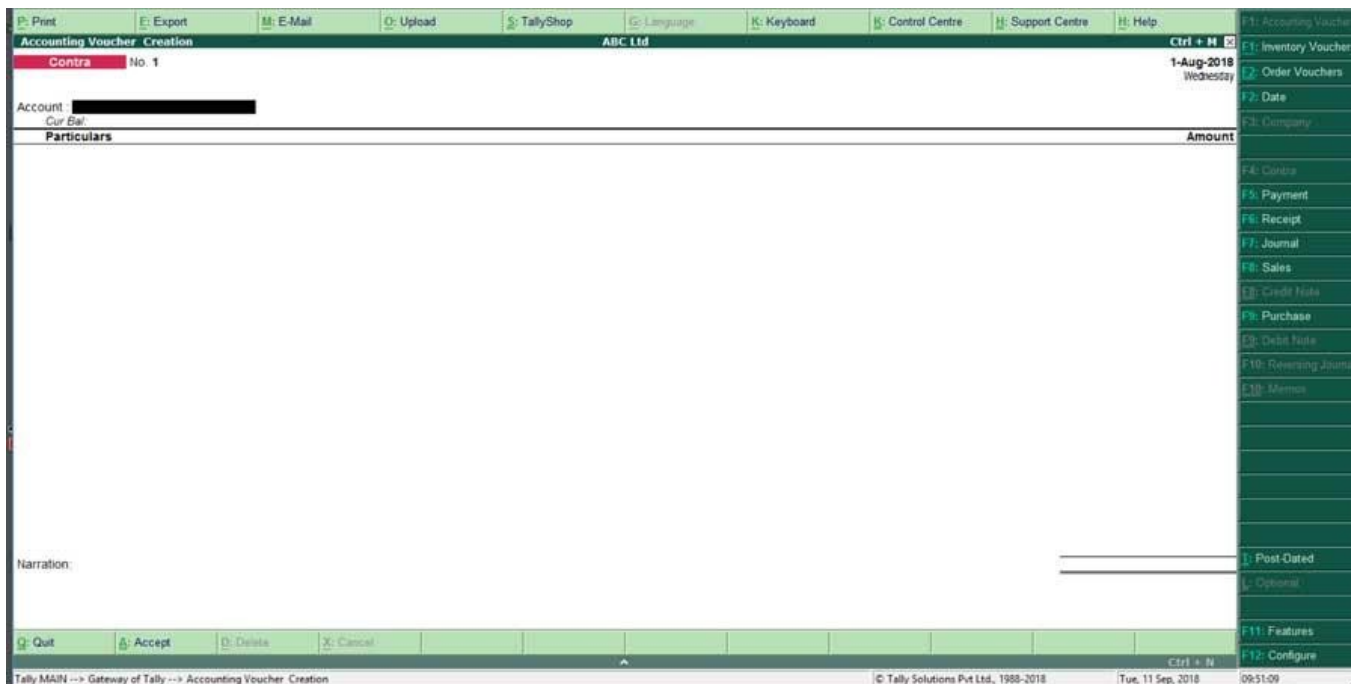 P: Print E: Export M: E-Mail O: Upload S: TallyShop G: Language K: Keyboard K: Control Centre H: Support Centre H: Help
Accounting Voucher Creation ABC Ltd Ctrl + M
Contra No. 1 1-Aug-2018
Wednesday
Account :
Cur Bal:
Particulars Amount
Narration:
Q: Quit A: Accept D: Delete X: Cancel
Ctrl + N
Tally MAIN --> Gateway of Tally --> Accounting Voucher Creation © Tally Solutions Pvt Ltd., 1988-2018 Tue, 11 Sep, 2018 09:51:09
F1: Accounting Voucher
F1: Inventory Voucher
F2: Order Vouchers
F2: Date
F3: Company
F4: Contra
F5: Payment
F6: Receipt
F7: Journal
F8: Sales
F8: Credit Note
F9: Purchase
F9: Debit Note
F10: Reversing Journa
F10: Memos
T: Post-Dated
L: Optional
F11: Features
F12: Configure